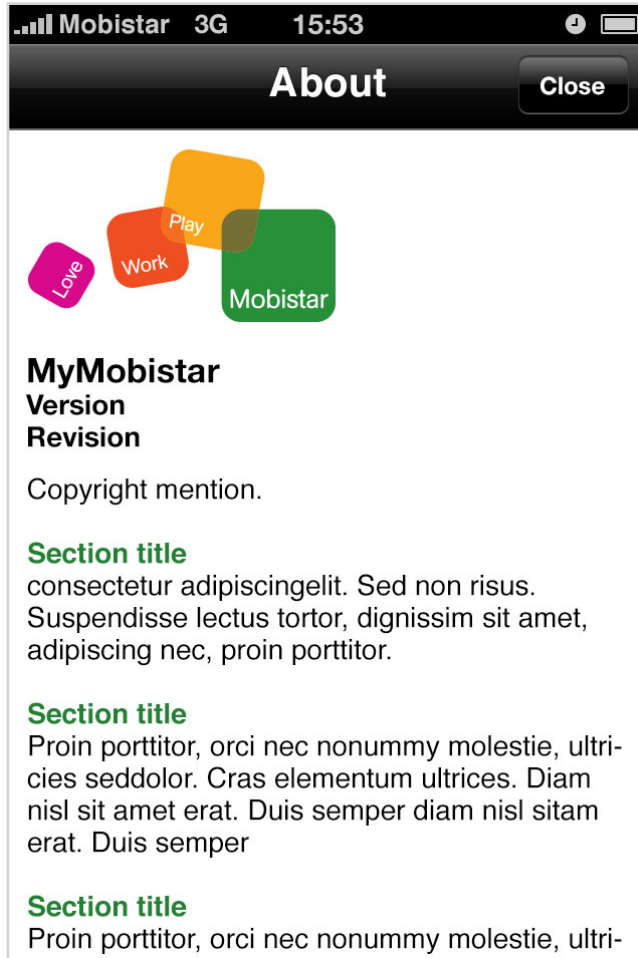 Mobistar 3G 15:53
About
Close
Play
Work
Love
Mobistar
MyMobistar
Version
Revision
Copyright mention.
Section title
consectetur adipiscingelit. Sed non risus.
Suspendisse lectus tortor, dignissim sit amet,
adipiscing nec, proin porttitor.
Section title
Proin porttitor, orci nec nonummy molestie, ultri-
cies seddolor. Cras elementum ultrices. Diam
nisl sit amet erat. Duis semper diam nisl sitam
erat. Duis semper
Section title
Proin porttitor, orci nec nonummy molestie, ultri-